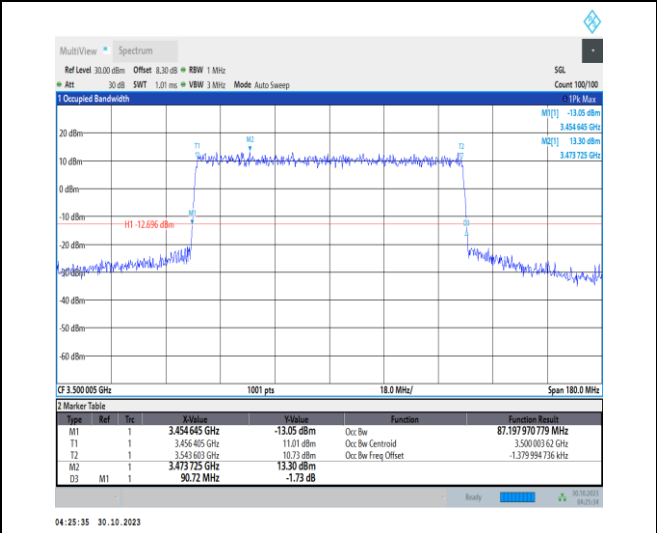 MultiView Spectrum
Ref Level 30.00 dBm Offset 8.30 dB RBW 1 MHz SGL
Att 30 dB SWT 1.01 ms VBW 3 MHz Mode Auto Sweep Count 100/100
1 Occupied Bandwidth 1Pk Max
M1[1] -13.05 dBm
3.454 645 GHz
M2[1] 13.30 dBm
3.473 725 GHz
20 dBm
T1 M2 T2
10 dBm
0 dBm
-10 dBm
M1
H1 -12.696 dBm
D3
-20 dBm
-30 dBm
-40 dBm
-50 dBm
-60 dBm
CF 3.500 005 GHz 1001 pts 18.0 MHz/ Span 180.0 MHz
2 Marker Table
Type Ref Trc X-Value Y-Value Function Function Result
M1 1 3.454 645 GHz -13.05 dBm Occ Bw 87.197 970 779 MHz
T1 1 3.456 405 GHz 11.01 dBm Occ Bw Centroid 3.500 003 62 GHz
T2 1 3.543 603 GHz 10.73 dBm Occ Bw Freq Offset -1.379 994 736 kHz
M2 1 3.473 725 GHz 13.30 dBm
D3 M1 1 90.72 MHz -1.73 dB
Ready 30.10.2023
04:25:34
04:25:35 30.10.2023